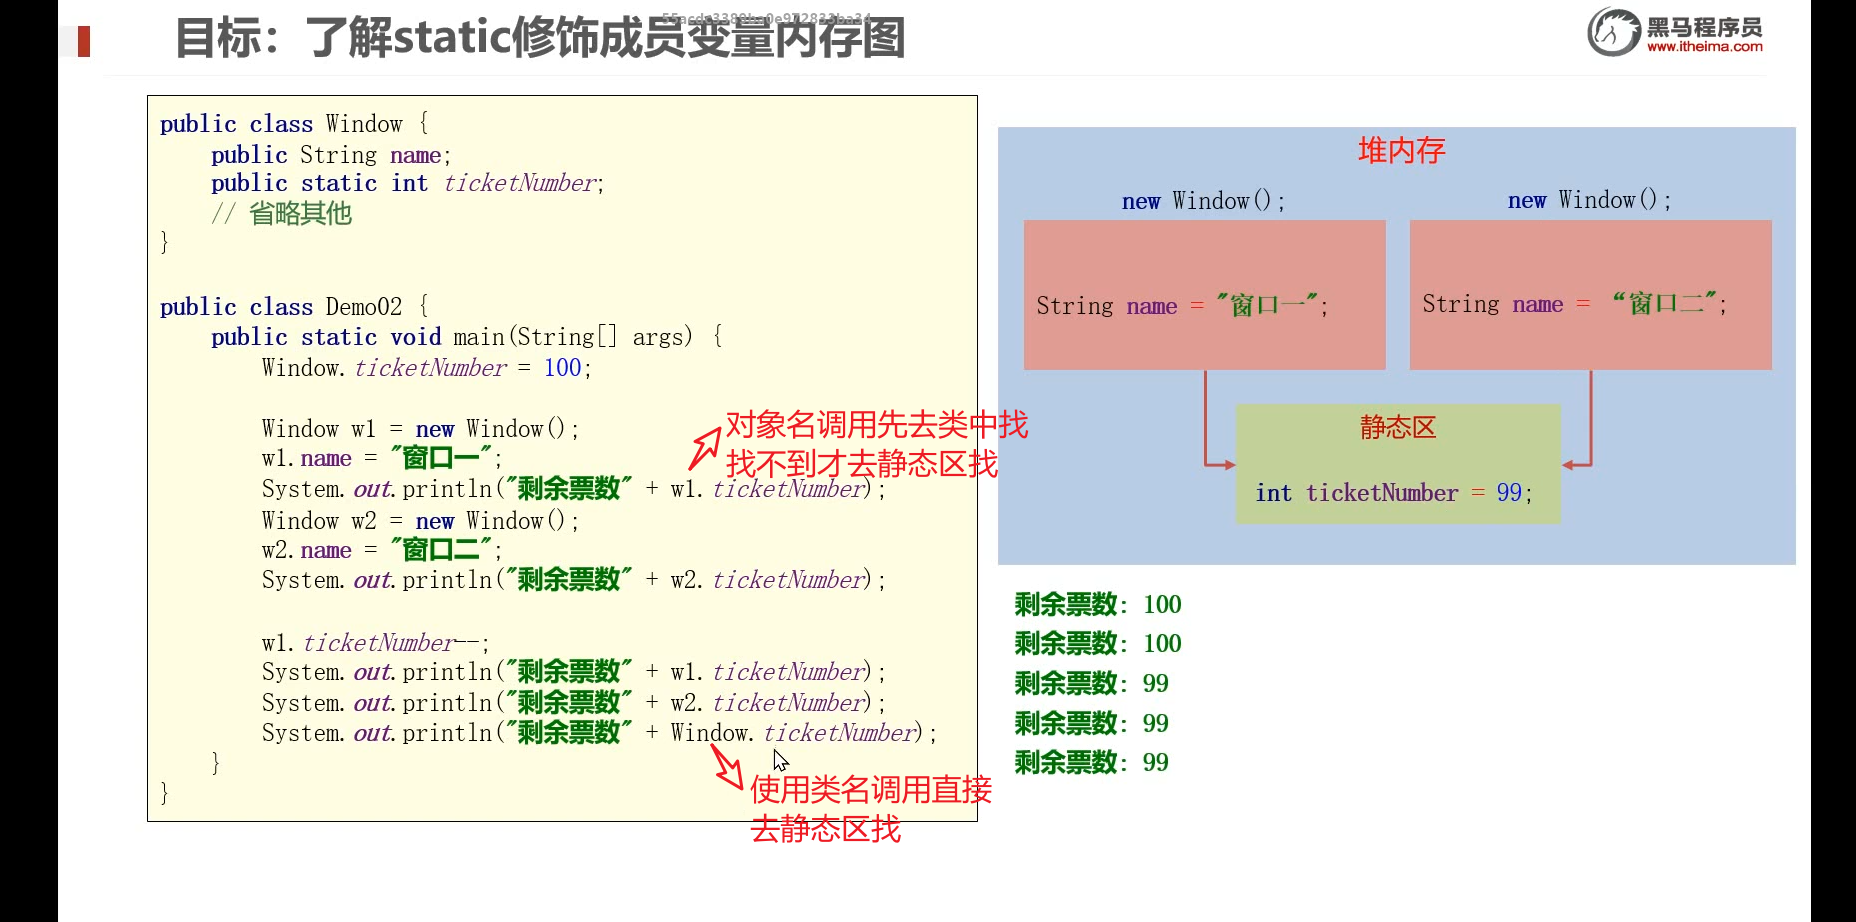 55acdc3389ba0e972833ba34
目标：了解static修饰成员变量内存图
黑马程序员
www.itheima.com
public class Window {
public String name;
public static int ticketNumber;
// 省略其他
}
public class Demo02 {
public static void main(String[] args) {
Window.ticketNumber = 100;
Window w1 = new Window();
w1.name = "窗口一";
System.out.println("剩余票数" + w1.ticketNumber);
Window w2 = new Window();
w2.name = "窗口二";
System.out.println("剩余票数" + w2.ticketNumber);
w1.ticketNumber--;
System.out.println("剩余票数" + w1.ticketNumber);
System.out.println("剩余票数" + w2.ticketNumber);
System.out.println("剩余票数" + Window.ticketNumber);
}
}
对象名调用先去类中找
找不到才去静态区找
使用类名调用直接
去静态区找
堆内存
new Window();
String name = "窗口一";
new Window();
String name = “窗口二";
静态区
int ticketNumber = 99;
剩余票数: 100
剩余票数: 100
剩余票数: 99
剩余票数: 99
剩余票数: 99